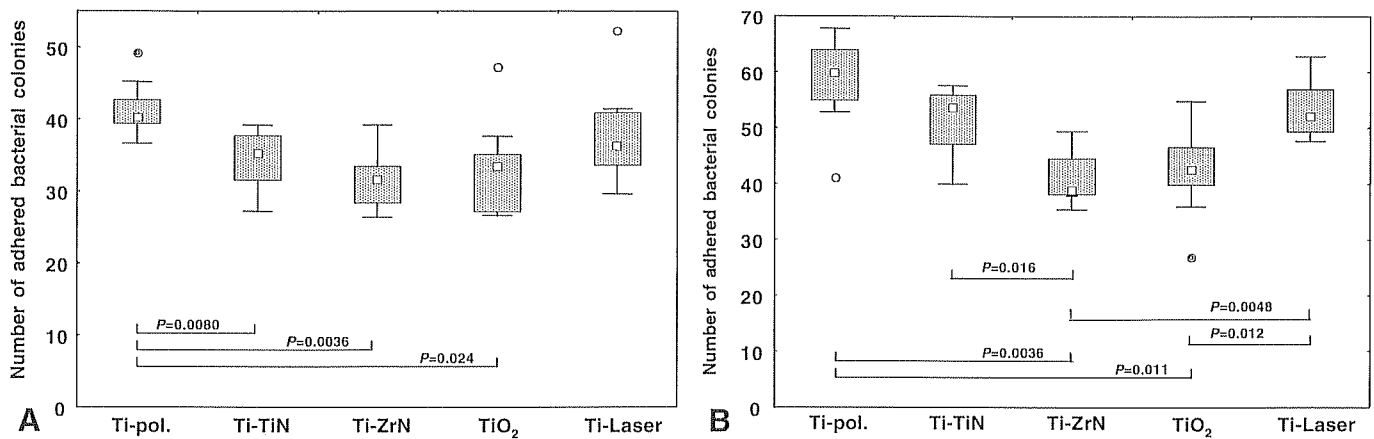 Number of adhered bacterial colonies
50
40
30
20
10
0
P=0.0080
P=0.0036
P=0.024
A
Ti-pol.
Ti-TiN
Ti-ZrN
TiO2
Ti-Laser
Number of adhered bacterial colonies
70
60
50
40
30
20
10
0
P=0.016
P=0.0048
P=0.012
P=0.0036
P=0.011
B
Ti-pol.
Ti-TiN
Ti-ZrN
TiO2
Ti-Laser